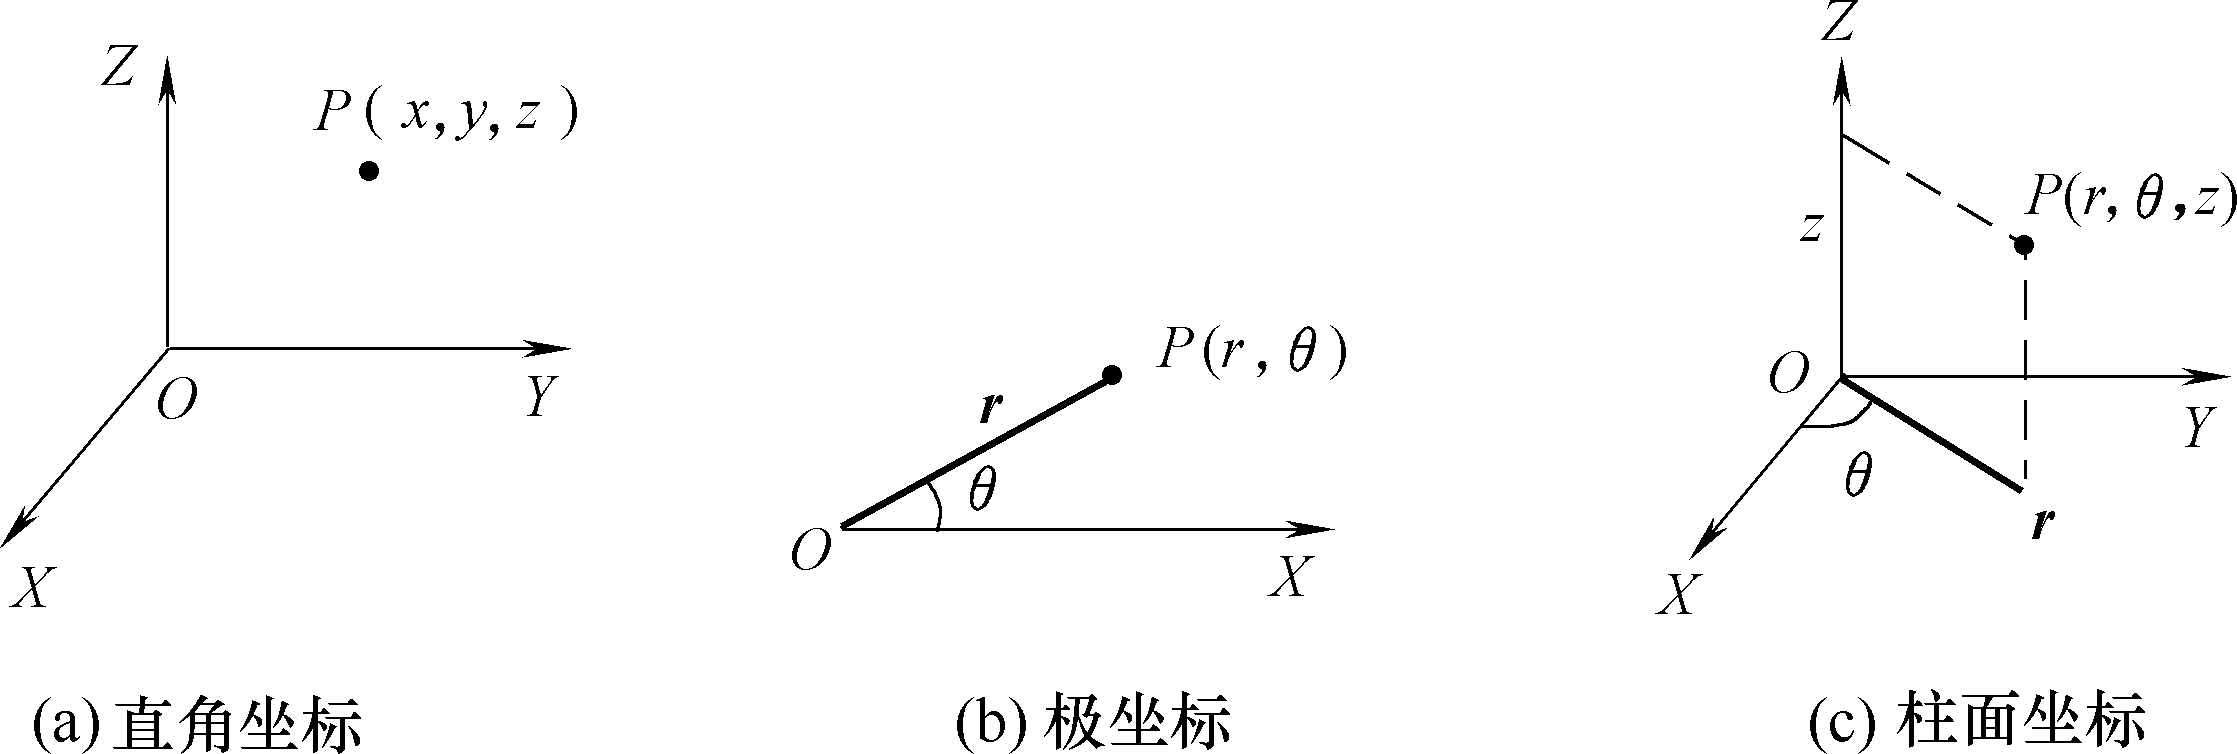 Z
P( x,y,z )
O
Y
X
(a) 直角坐标
P(r, θ)
r
θ
O
X
(b) 极坐标
Z
P(r, θ,z)
z
O
Y
θ
r
X
(c) 柱面坐标